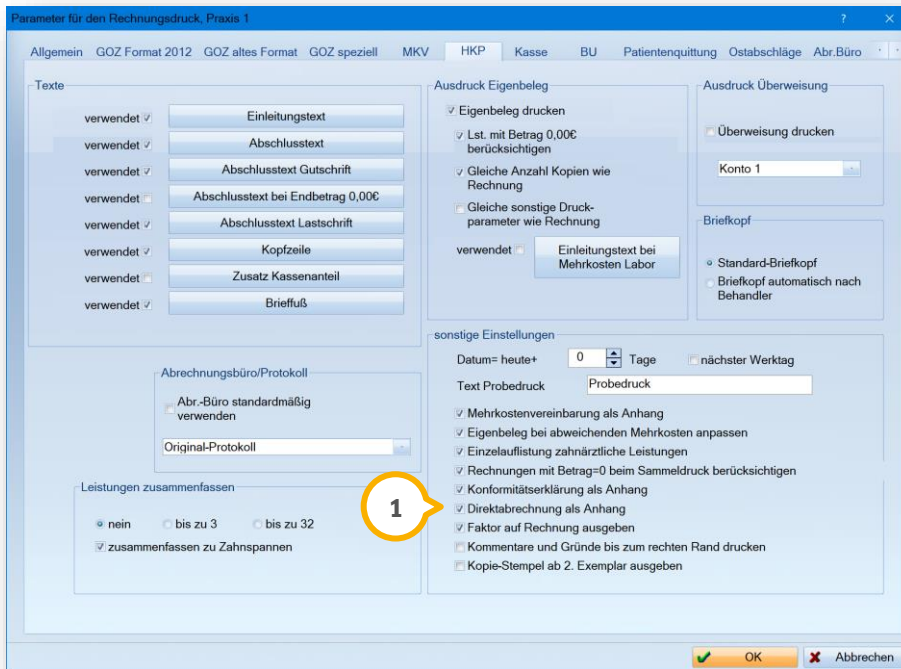 Parameter für den Rechnungsdruck, Praxis 1
Allgemein GOZ Format 2012 GOZ altes Format GOZ speziell MKV HKP Kasse BU Patientenquittung Ostabschläge Abr.Büro
Texte
verwendet Einleitungstext
verwendet Abschlusstext
verwendet Abschlusstext Gutschrift
verwendet Abschlusstext bei Endbetrag 0,00€
verwendet Abschlusstext Lastschrift
verwendet Kopfzeile
verwendet Zusatz Kassenanteil
verwendet Brieffuß
Ausdruck Eigenbeleg
Eigenbeleg drucken
Lst. mit Betrag 0,00€
berücksichtigen
Gleiche Anzahl Kopien wie
Rechnung
Gleiche sonstige Druck-
parameter wie Rechnung
verwendet Einleitungstext bei
Mehrkosten Labor
Ausdruck Überweisung
Überweisung drucken
Konto 1
Briefkopf
Standard-Briefkopf
Briefkopf automatisch nach
Behandler
Abrechnungsbüro/Protokoll
Abr.-Büro standardmäßig
verwenden
Original-Protokoll
Leistungen zusammenfassen
nein bis zu 3 bis zu 32
zusammenfassen zu Zahnspannen
sonstige Einstellungen
Datum= heute+ 0 Tage nächster Werktag
Text Probedruck Probedruck
Mehrkostenvereinbarung als Anhang
Eigenbeleg bei abweichenden Mehrkosten anpassen
Einzelauflistung zahnärztliche Leistungen
Rechnungen mit Betrag=0 beim Sammeldruck berücksichtigen
Konformitätserklärung als Anhang
1 Direktabrechnung als Anhang
Faktor auf Rechnung ausgeben
Kommentare und Gründe bis zum rechten Rand drucken
Kopie-Stempel ab 2. Exemplar ausgeben
OK Abbrechen